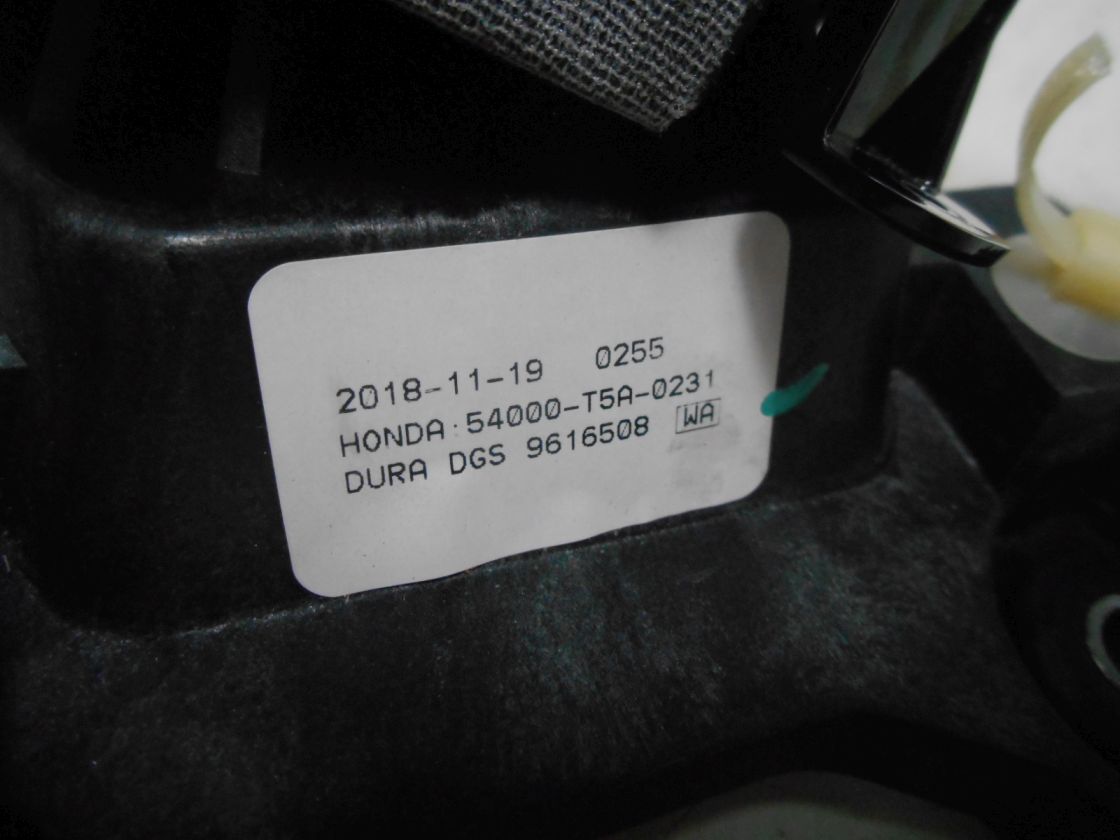 2018-11-19 0255
HONDA:54000-T5A-0231
DURA DGS 9616508 WA